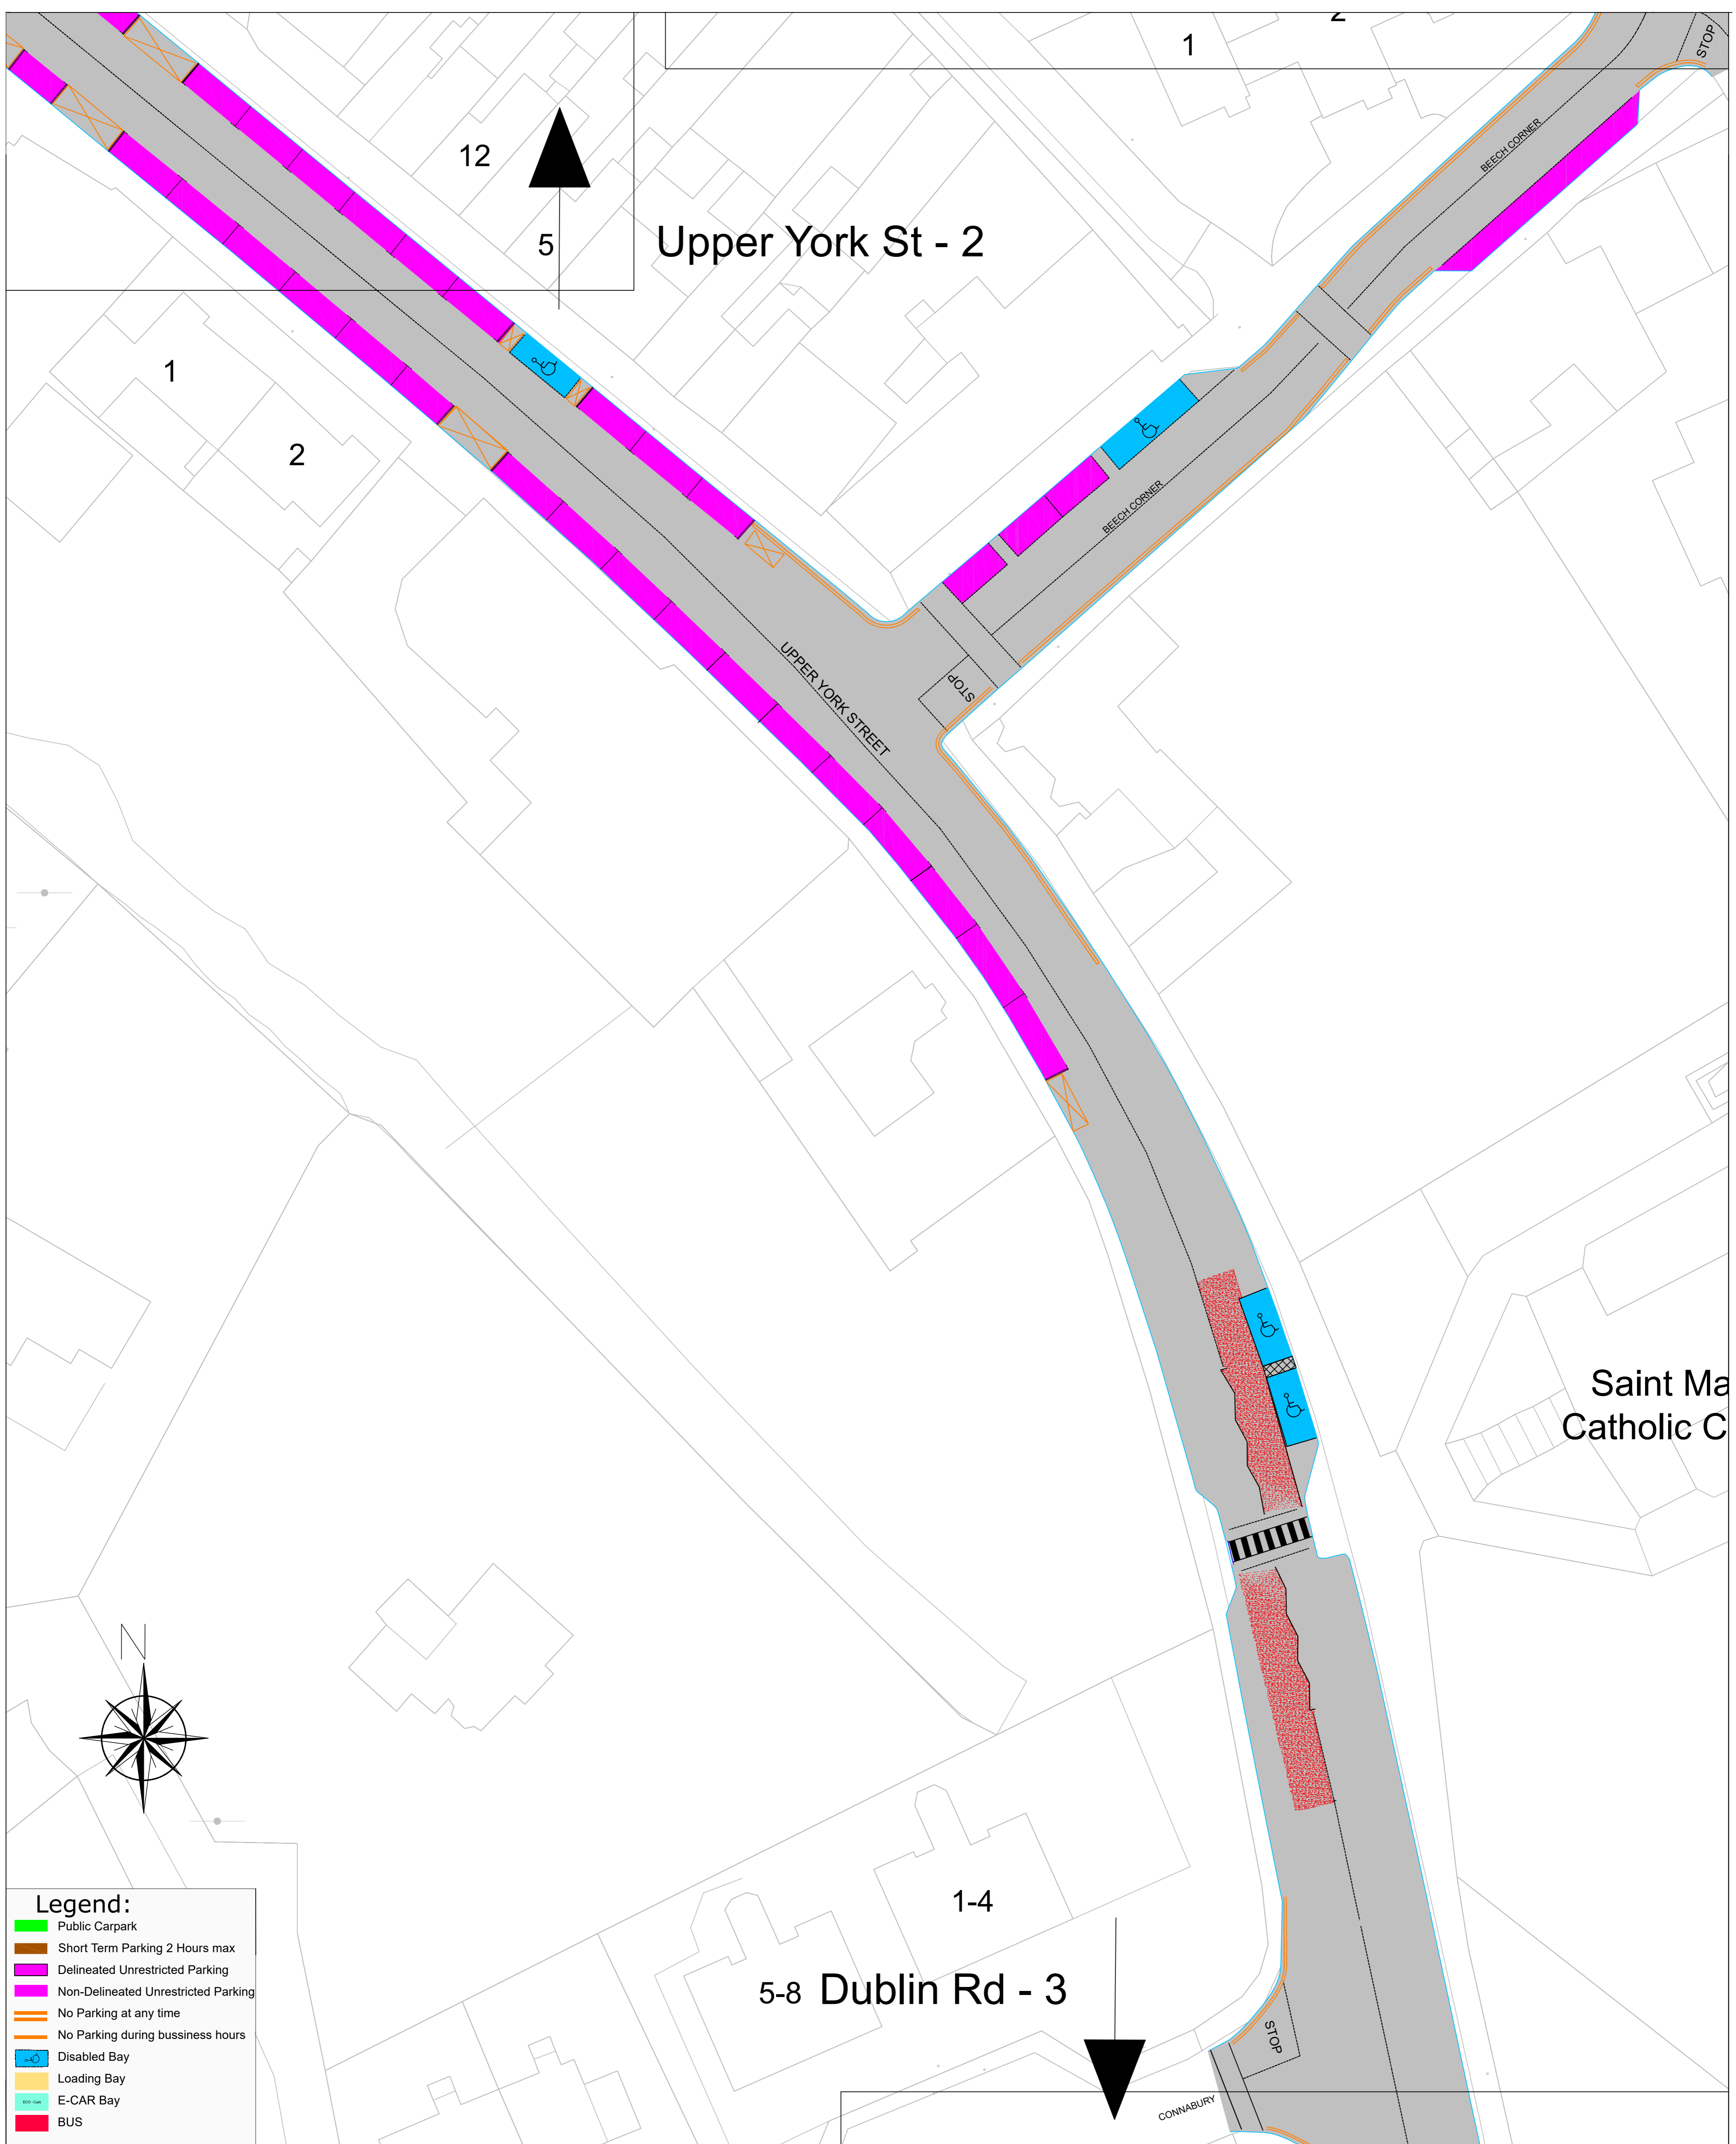 1
STOP
BEECH CORNER
12
5
Upper York St - 2
1
2
BEECH CORNER
STOP
UPPER YORK STREET
Saint Ma
Catholic C
N
1-4
5-8
Dublin Rd - 3
STOP
CONNABURY
Legend:
Public Carpark
Short Term Parking 2 Hours max
Delineated Unrestricted Parking
Non-Delineated Unrestricted Parking
No Parking at any time
No Parking during bussiness hours
Disabled Bay
Loading Bay
E-CAR Bay
BUS